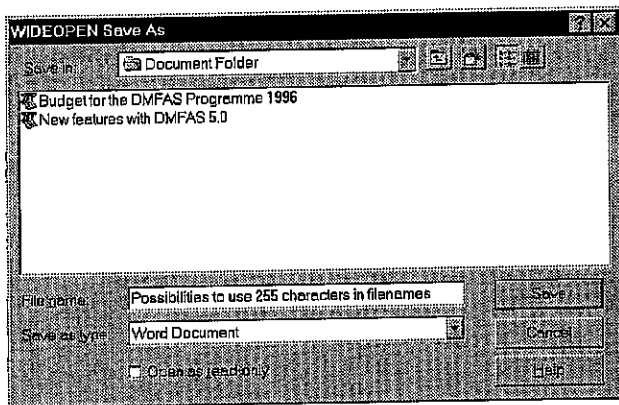 WIDEOPEN Save As
Save in: Document Folder
Budget for the DMFAS Programme 1996
New features with DMFAS 5.0
File name: Possibilities to use 255 characters in filenames Save
Save as type: Word Document Cancel
Open as read-only Help